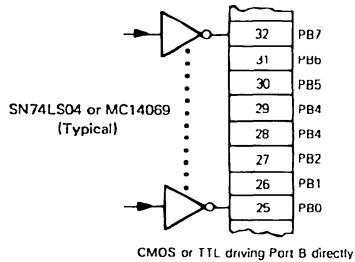 32 PB7
31 PB6
30 PB5
SN74LS04 or MC14069
(Typical)
29 PB4
28 PB4
27 PB2
26 PB1
25 PB0
CMOS or TTL driving Port B directly